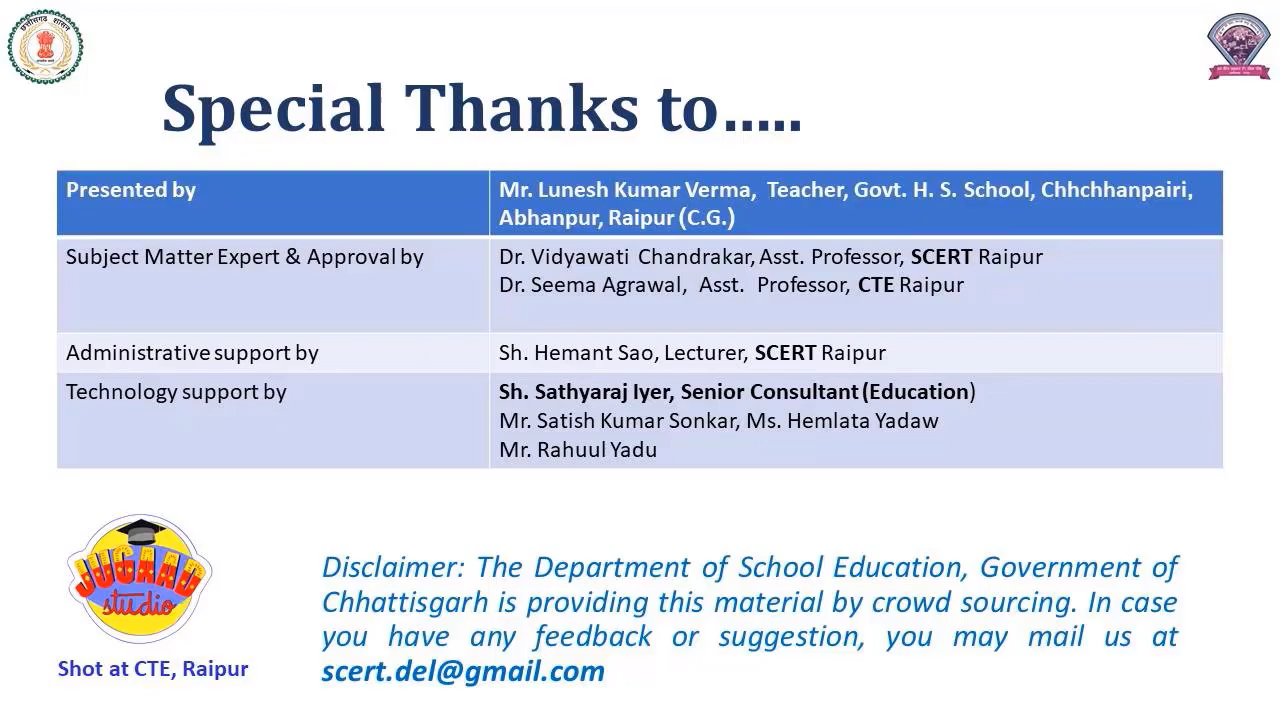 छत्तीसगढ़ शासन
Special Thanks to.....
Presented by
Mr. Lunesh Kumar Verma, Teacher, Govt. H. S. School, Chhchhanpairi,
Abhanpur, Raipur (C.G.)
Subject Matter Expert & Approval by
Dr. Vidyawati Chandrakar, Asst. Professor, SCERT Raipur
Dr. Seema Agrawal, Asst. Professor, CTE Raipur
Administrative support by
Sh. Hemant Sao, Lecturer, SCERT Raipur
Technology support by
Sh. Sathyaraj Iyer, Senior Consultant (Education)
Mr. Satish Kumar Sonkar, Ms. Hemlata Yadaw
Mr. Rahuul Yadu
JUGAAD
studio
Shot at CTE, Raipur
Disclaimer: The Department of School Education, Government of
Chhattisgarh is providing this material by crowd sourcing. In case
you have any feedback or suggestion, you may mail us at
scert.del@gmail.com